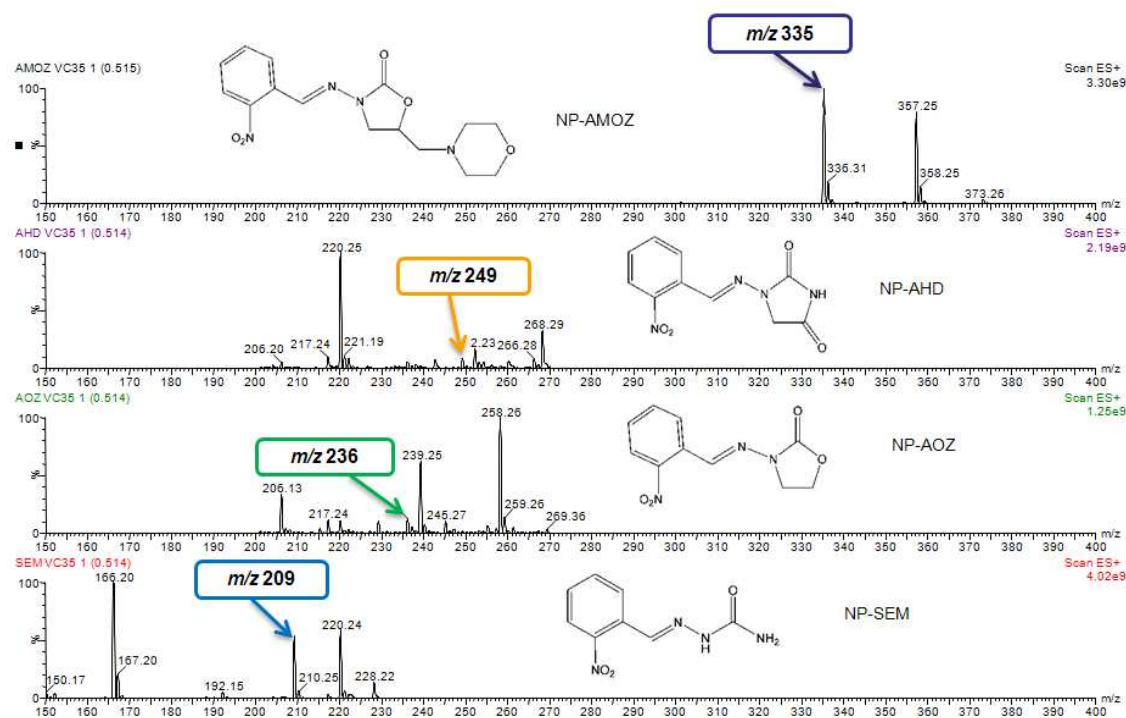 m/z 335
AMOZ VC35 1 (0.515)
Scan ES+
3.30e9
100
%
O
N
N
O
O₂N
N
O
NP-AMOZ
357.25
336.31
358.25
373.26
150 160 170 180 190 200 210 220 230 240 250 260 270 280 290 300 310 320 330 340 350 360 370 380 390 400 m/z
AHD VC35 1 (0.514)
Scan ES+
2.19e9
100
%
220.25
m/z 249
206.20
217.24
221.19
2.23
266.28
268.29
O
N
N
NH
NO₂
O
NP-AHD
150 160 170 180 190 200 210 220 230 240 250 260 270 280 290 300 310 320 330 340 350 360 370 380 390 400 m/z
AOZ VC35 1 (0.514)
Scan ES+
1.25e9
100
%
258.26
m/z 236
206.13
217.24
239.25
245.27
259.26
269.36
O
N
N
O
NO₂
NP-AOZ
150 160 170 180 190 200 210 220 230 240 250 260 270 280 290 300 310 320 330 340 350 360 370 380 390 400 m/z
SEM VC35 1 (0.514)
Scan ES+
4.02e9
100
%
166.20
m/z 209
150.17
167.20
192.15
210.25
220.24
228.22
O
N
N
H
NH₂
NO₂
NP-SEM
150 160 170 180 190 200 210 220 230 240 250 260 270 280 290 300 310 320 330 340 350 360 370 380 390 400 m/z